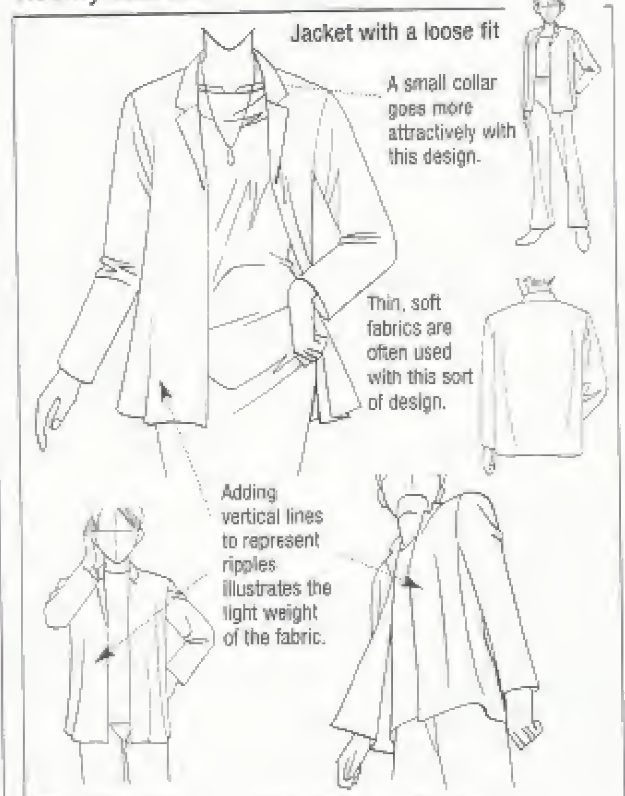 Jacket with a loose fit
A small collar
goes more
attractively with
this design.
Thin, soft
fabrics are
often used
with this sort
of design.
Adding
vertical lines
to represent
ripples
illustrates the
light weight
of the fabric.